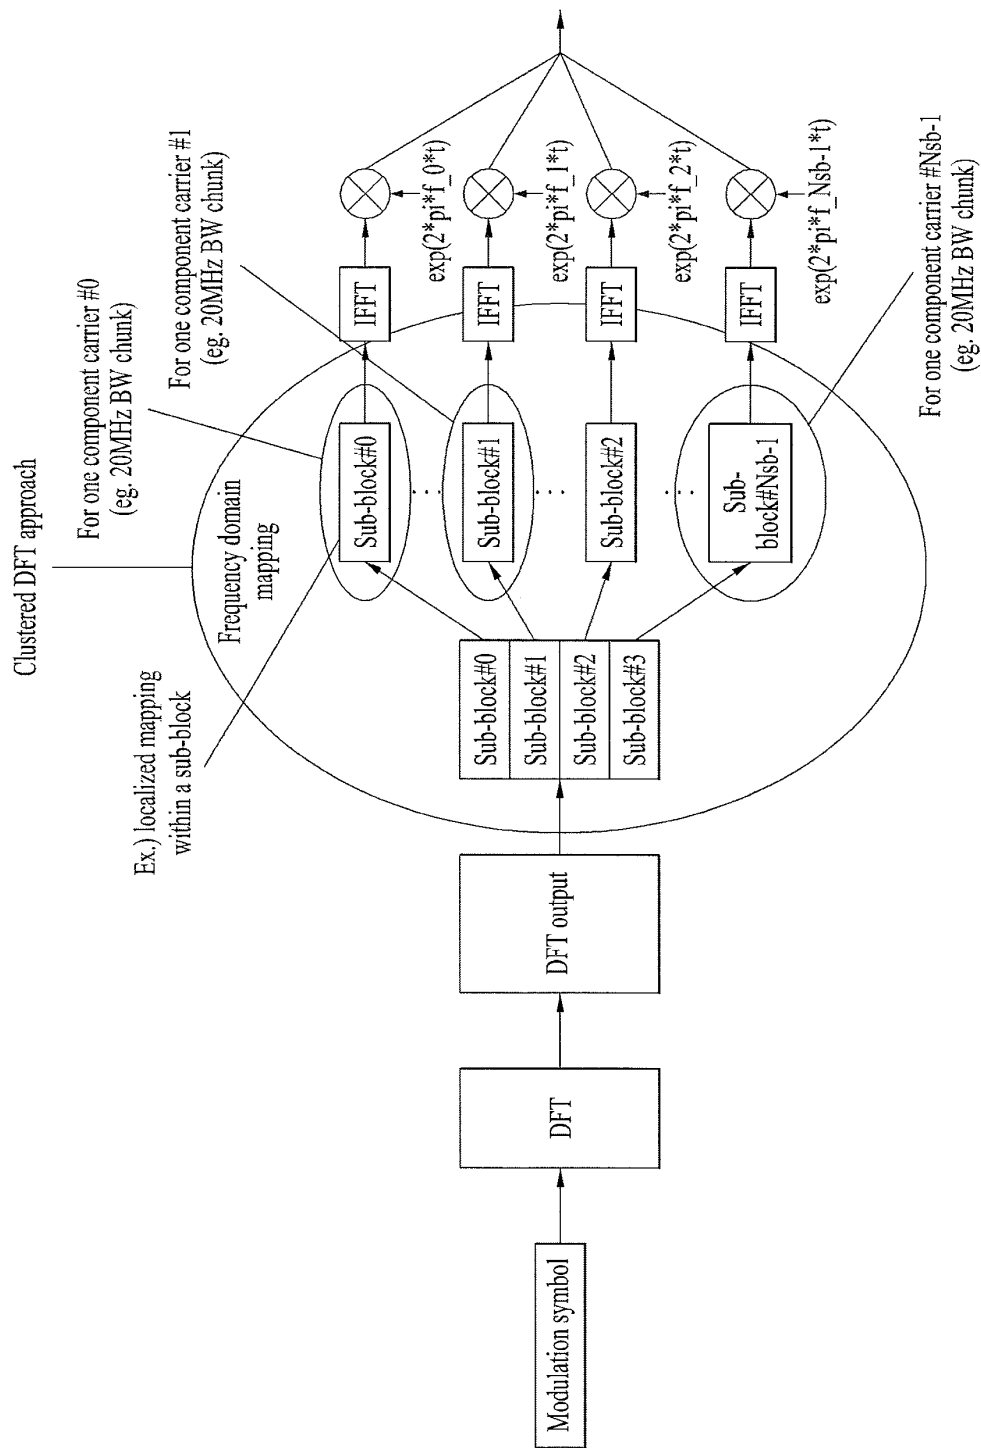 Clustered DFT approach
For one component carrier #0
(eg. 20MHz BW chunk)
For one component carrier #1
(eg. 20MHz BW chunk)
Ex.) localized mapping
within a sub-block
Frequency domain
mapping
Modulation symbol
DFT
DFT output
Sub-block#0
Sub-block#1
Sub-block#2
Sub-block#3
Sub-block#0
IFFT
exp(2*pi*f_0*t)
...
Sub-block#1
IFFT
exp(2*pi*f_1*t)
...
Sub-block#2
IFFT
exp(2*pi*f_2*t)
...
Sub-
block#Nsb-1
IFFT
exp(2*pi*f_Nsb-1*t)
For one component carrier #Nsb-1
(eg. 20MHz BW chunk)